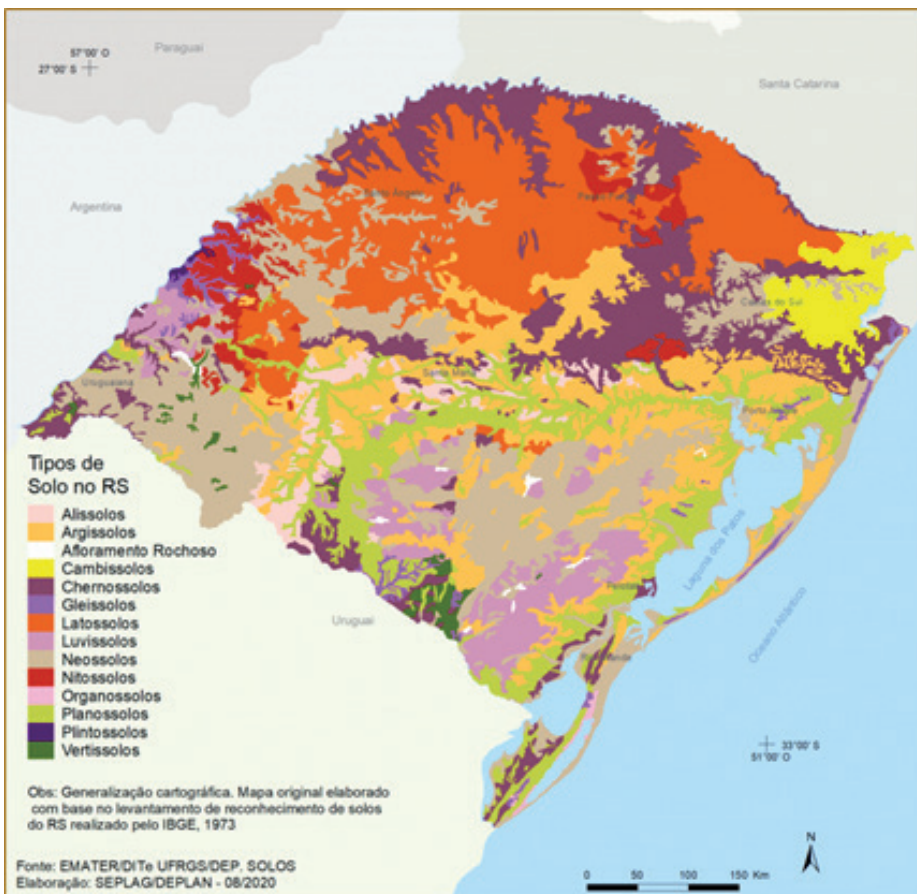 Paraguai
57°00' O
27°00' S
Santa Catarina
Argentina
Santo Ângelo
Passo Fundo
Caxias do Sul
Uruguaiana
Santa Maria
Porto Alegre
Tipos de
Solo no RS
Alissolos
Argissolos
Afloramento Rochoso
Cambissolos
Chernossolos
Gleissolos
Latossolos
Luvissolos
Neossolos
Nitossolos
Organossolos
Planossolos
Plintossolos
Vertissolos
Laguna dos Patos
Pelotas
Uruguai
Rio Grande
Oceano Atlântico
33°00' S
51°00' O
Obs: Generalização cartográfica. Mapa original elaborado
com base no levantamento de reconhecimento de solos
do RS realizado pelo IBGE, 1973
Fonte: EMATER/DITe UFRGS/DEP. SOLOS
Elaboração: SEPLAG/DEPLAN - 08/2020
N
0 50 100 150 Km